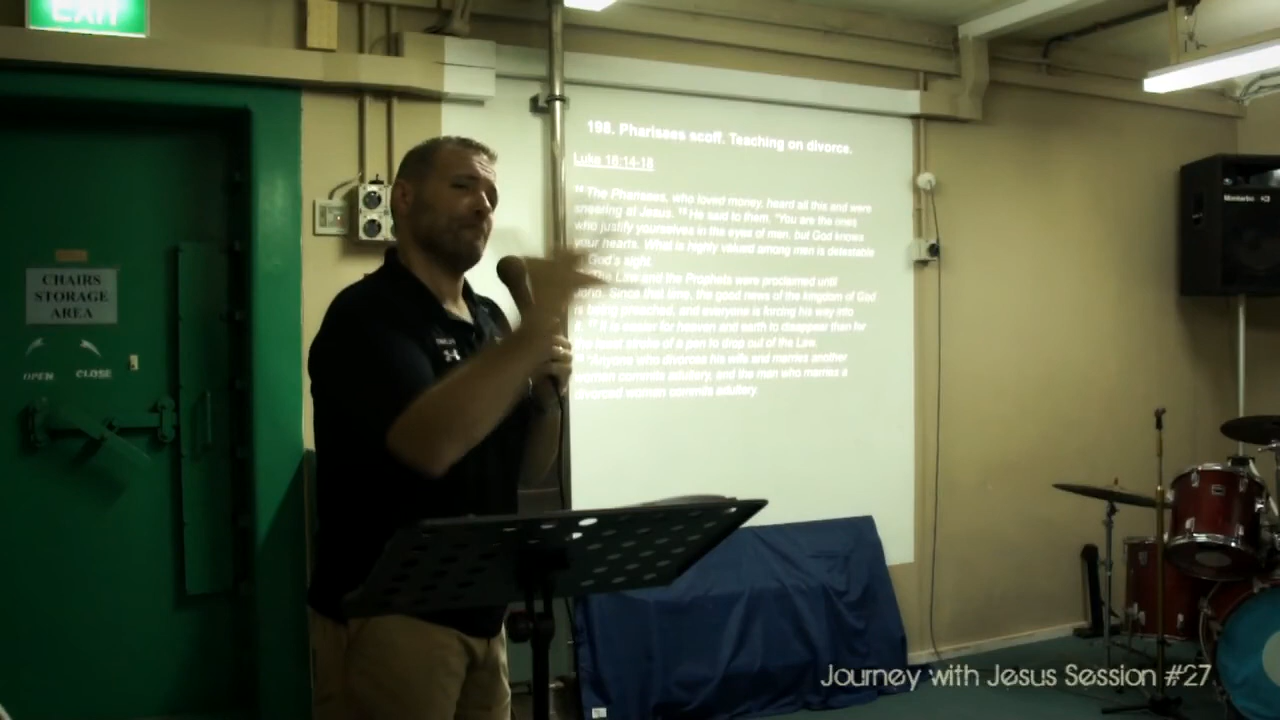 EXIT
198. Pharisees scoff. Teaching on divorce.
Luke 16:14-18
14 The Pharisees, who loved money, heard all this and were
sneering at Jesus. 15 He said to them, "You are the ones
who justify yourselves in the eyes of men, but God knows
your hearts. What is highly valued among men is detestable
God's sight.
The Law and the Prophets were proclaimed until
John. Since that time, the good news of the kingdom of God
is being preached, and everyone is forcing his way into
it. 17 It is easier for heaven and earth to disappear than for
the least stroke of a pen to drop out of the Law.
18 "Anyone who divorces his wife and marries another
woman commits adultery, and the man who marries a
divorced woman commits adultery.
CHAIRS
STORAGE
AREA
OPEN CLOSE
Journey with Jesus Session #27